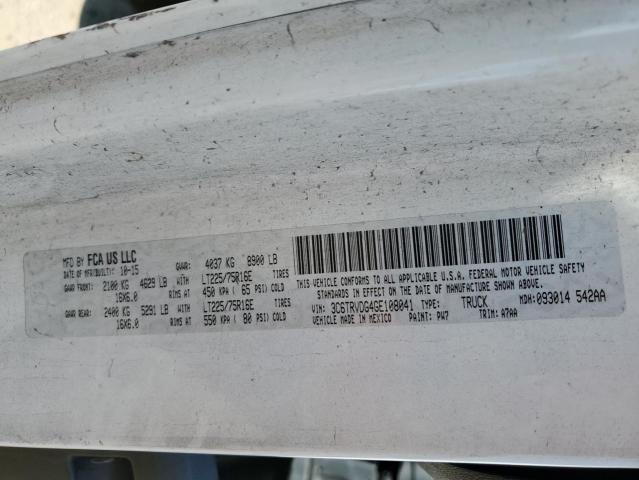 MFD BY FCA US LLC
DATE OF MFR(BUILT): 10-15 GVWR: 4037 KG 8900 LB
GAWR FRONT: 2100 KG 4629 LB WITH LT225/75R16E TIRES
16X6.0 RIMS AT 450 KPA ( 65 PSI) COLD
GAWR REAR: 2400 KG 5291 LB WITH LT225/75R16E TIRES
16X6.0 RIMS AT 550 KPA ( 80 PSI) COLD
THIS VEHICLE CONFORMS TO ALL APPLICABLE U.S.A. FEDERAL MOTOR VEHICLE SAFETY
STANDARDS IN EFFECT ON THE DATE OF MANUFACTURE SHOWN ABOVE.
VIN: 3C6TRVDG4GE108041 TYPE: TRUCK MDH: 093014 542AA
VEHICLE MADE IN MEXICO PAINT: PW7 TRIM: A7AA